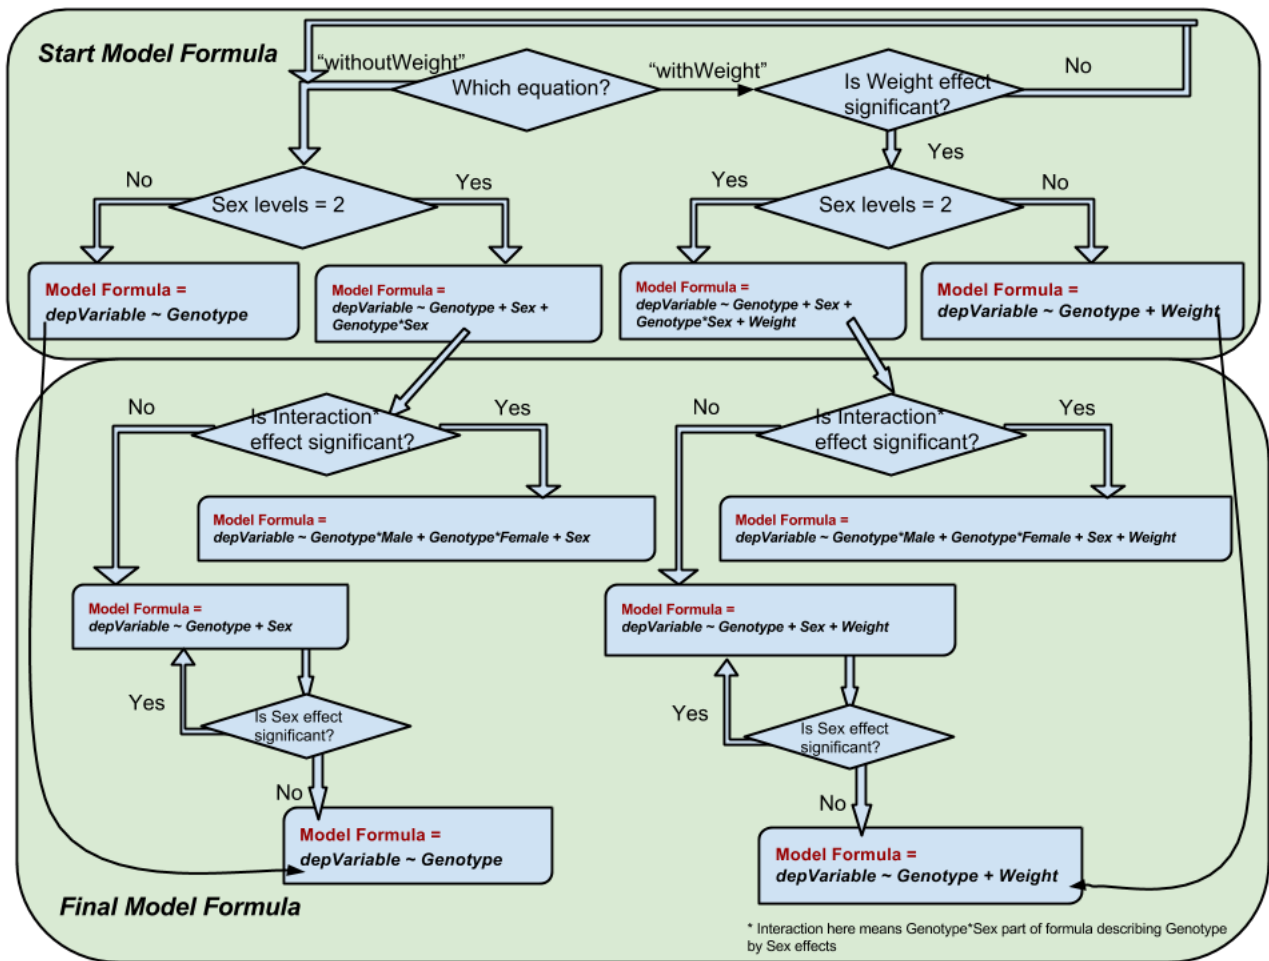 Start Model Formula
“withoutWeight”
Which equation?
“withWeight”
Is Weight effect
significant?
No
Yes
No
Sex levels = 2
Yes
Yes
Sex levels = 2
No
Model Formula =
depVariable ~ Genotype
Model Formula =
depVariable ~ Genotype + Sex +
Genotype*Sex
Model Formula =
depVariable ~ Genotype + Sex +
Genotype*Sex + Weight
Model Formula =
depVariable ~ Genotype + Weight
No
Is Interaction*
effect significant?
Yes
No
Is Interaction*
effect significant?
Yes
Model Formula =
depVariable ~ Genotype*Male + Genotype*Female + Sex
Model Formula =
depVariable ~ Genotype*Male + Genotype*Female + Sex + Weight
Model Formula =
depVariable ~ Genotype + Sex
Model Formula =
depVariable ~ Genotype + Sex + Weight
Yes
Is Sex effect
significant?
No
Yes
Is Sex effect
significant?
No
Model Formula =
depVariable ~ Genotype
Model Formula =
depVariable ~ Genotype + Weight
Final Model Formula
* Interaction here means Genotype*Sex part of formula describing Genotype
by Sex effects